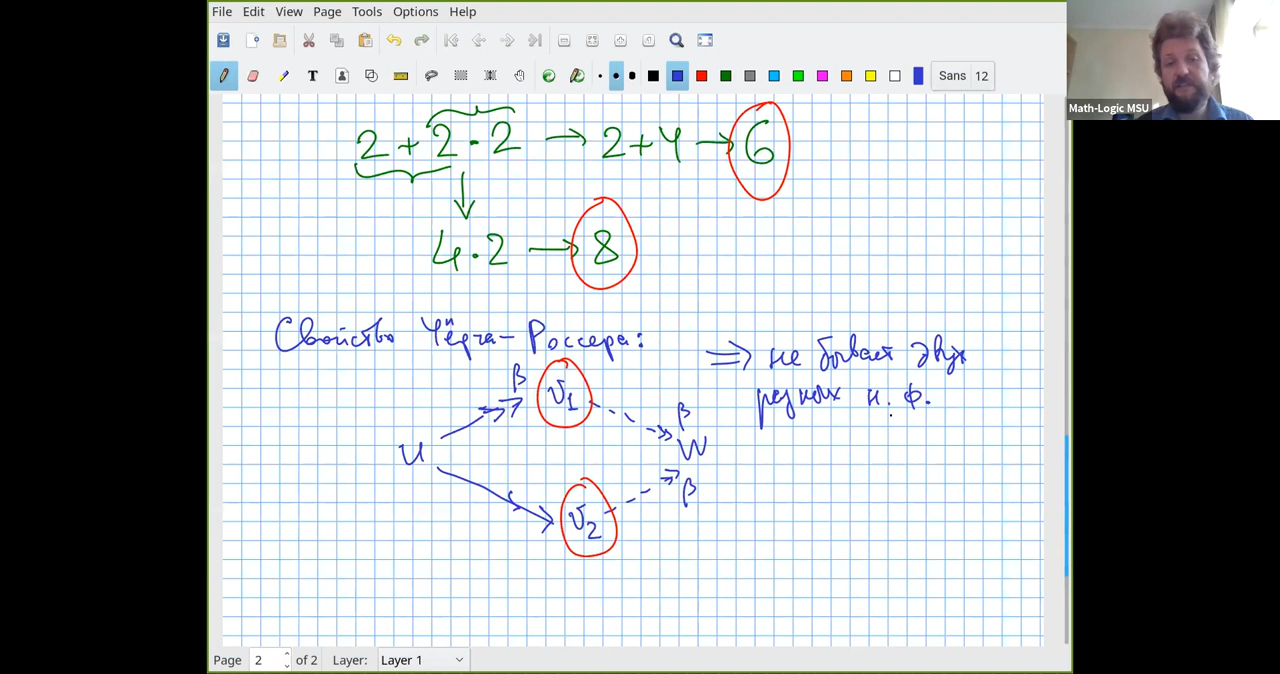 File Edit View Page Tools Options Help
T Sans 12
Math-Logic MSU
2 + 2 · 2 → 2+4 → 6
4 · 2 → 8
Свойство Чёрча-Россера:
⇒ не бывает двух
разных н. ф.
β V1
β
U W
β
V2
Page 2 of 2 Layer: Layer 1